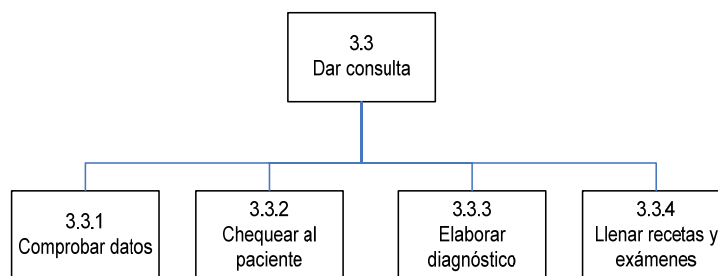 3.3
Dar consulta
3.3.1
Comprobar datos
3.3.2
Chequear al
paciente
3.3.3
Elaborar
diagnóstico
3.3.4
Llenar recetas y
exámenes